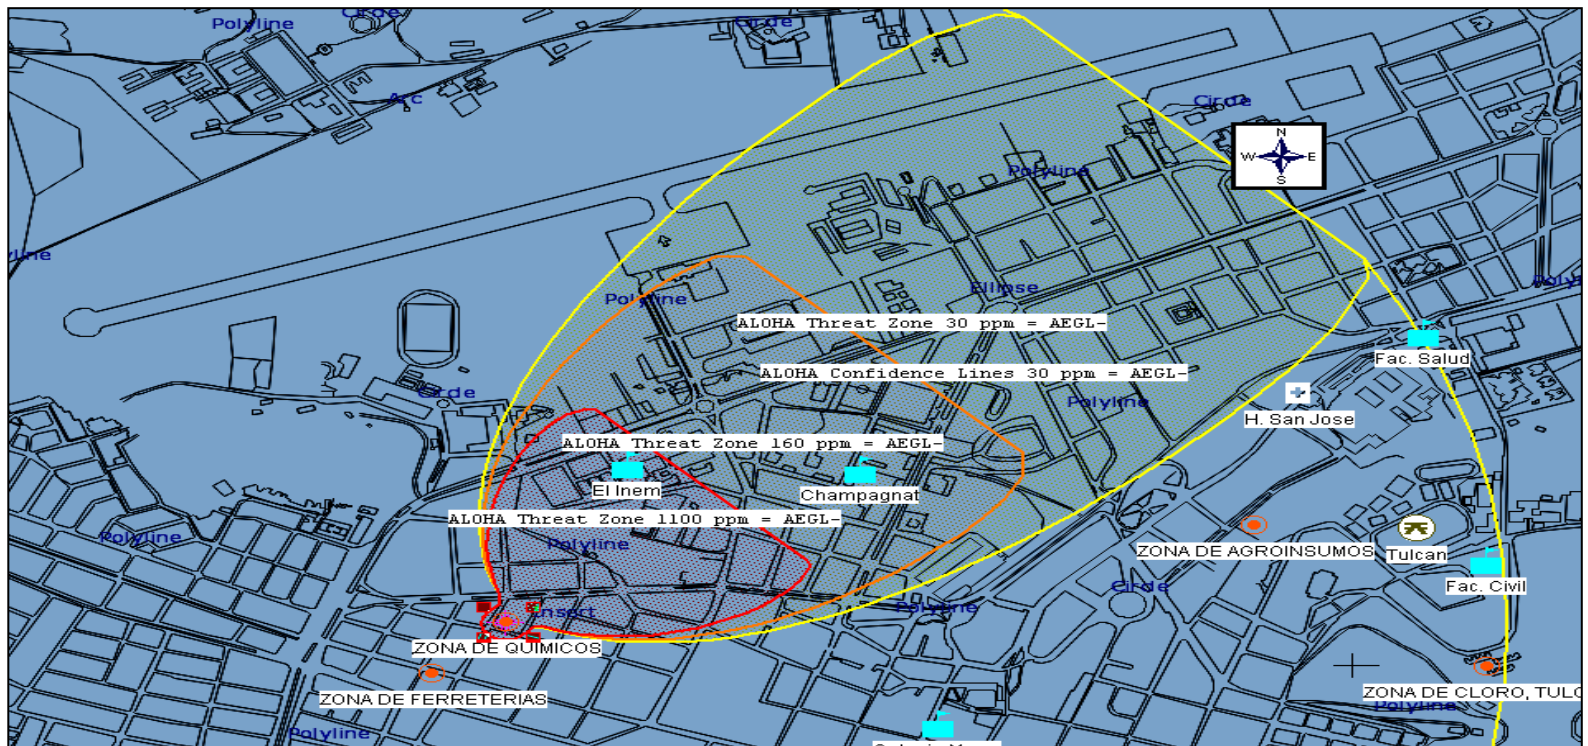 Polyline
Circle
Circle
Arc
Circle
N
W E
S
Polyline
yline
Polyline
Ellipse
Poly
ALOHA Threat Zone 30 ppm = AEGL-
Fac. Salud
ALOHA Confidence Lines 30 ppm = AEGL-
Circle
Polyline
H. San Jose
ALOHA Threat Zone 160 ppm = AEGL-
El Inem
Champagnat
ALOHA Threat Zone 1100 ppm = AEGL-
Polyline
Polyline
ZONA DE AGROINSUMOS
Tulcan
Circle
Fac. Civil
Insert
Polyline
ZONA DE QUIMICOS
ZONA DE FERRETERIAS
ZONA DE CLORO, TULC
Polyline
Polyline